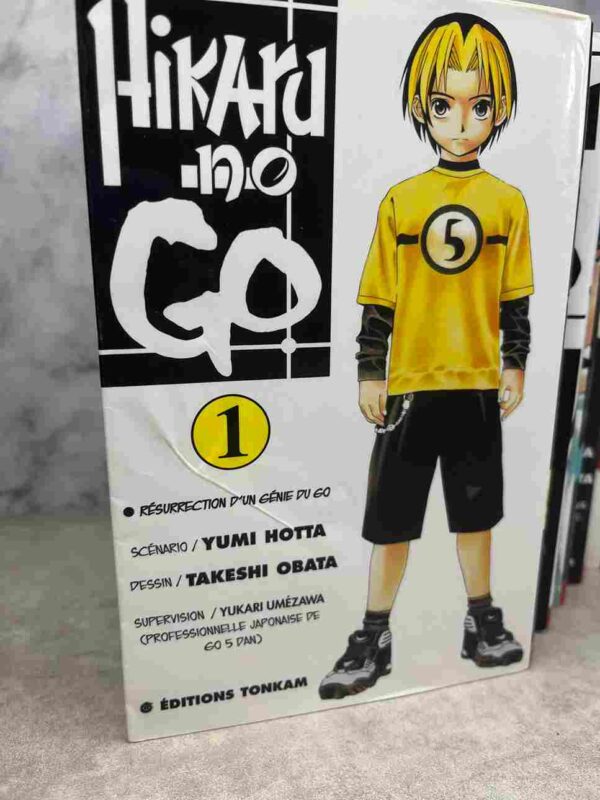 HIKARU
NO
GO
1
5
● RÉSURRECTION D'UN GÉNIE DU GO
SCÉNARIO / YUMI HOTTA
DESSIN / TAKESHI OBATA
SUPERVISION / YUKARI UMÉZAWA
(PROFESSIONNELLE JAPONAISE DE
GO 5 DAN)
ÉDITIONS TONKAM